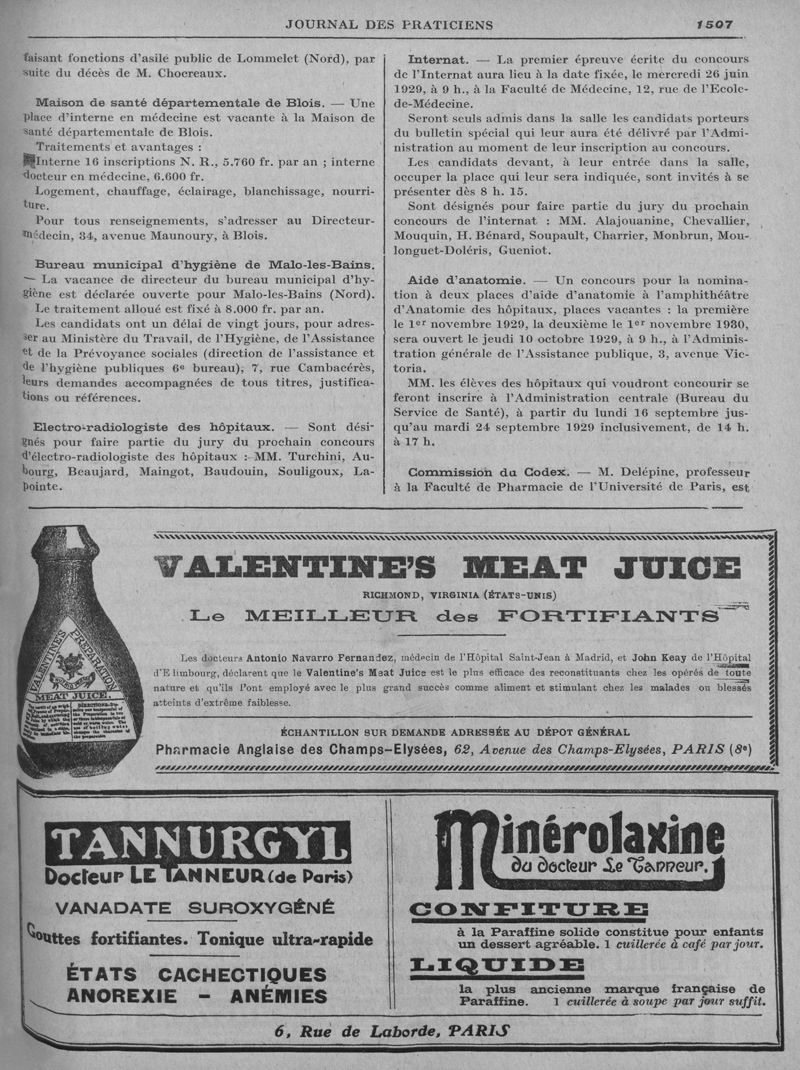 JOURNAL DES PRATICIENS
1507
faisant fonctions d'asile public de Lommelet (Nord), par
suite du décès de M. Chocreaux.
Maison de santé départementale de Blois. — Une
place d'interne en médecine est vacante à la Maison de
santé départementale de Blois.
Traitements et avantages :
Interne 16 inscriptions N. R., 5.760 fr. par an ; interne
docteur en médecine, 6.600 fr.
Logement, chauffage, éclairage, blanchissage, nourri-
ture.
Pour tous renseignements, s'adresser au Directeur-
médecin, 34, avenue Maunoury, à Blois.
Bureau municipal d'hygiène de Malo-les-Bains.
— La vacance de directeur du bureau municipal d'hy-
giène est déclarée ouverte pour Malo-les-Bains (Nord).
Le traitement alloué est fixé à 8.000 fr. par an.
Les candidats ont un délai de vingt jours, pour adres-
ser au Ministère du Travail, de l'Hygiène, de l'Assistance
et de la Prévoyance sociales (direction de l'assistance et
de l'hygiène publiques 6e bureau), 7, rue Cambacérès,
leurs demandes accompagnées de tous titres, justifica-
tions ou références.
Electro-radiologiste des hôpitaux. — Sont dési-
gnés pour faire partie du jury du prochain concours
d'électro-radiologiste des hôpitaux : MM. Turchini, Au-
bourg, Beaujard, Maingot, Baudouin, Souligoux, La-
pointe.
Internat. — La première épreuve écrite du concours
de l'Internat aura lieu à la date fixée, le mercredi 26 juin
1929, à 9 h., à la Faculté de Médecine, 12, rue de l'Ecole-
de-Médecine.
Seront seuls admis dans la salle les candidats porteurs
du bulletin spécial qui leur aura été délivré par l'Admi-
nistration au moment de leur inscription au concours.
Les candidats devant, à leur entrée dans la salle,
occuper la place qui leur sera indiquée, sont invités à se
présenter dès 8 h. 15.
Sont désignés pour faire partie du jury du prochain
concours de l'internat : MM. Alajouanine, Chevallier,
Mouquin, H. Bénard, Soupault, Charrier, Monbrun, Mou-
longuet-Doléris, Gueniot.
Aide d'anatomie. — Un concours pour la nomina-
tion à deux places d'aide d'anatomie à l'amphithéâtre
d'Anatomie des hôpitaux, places vacantes : la première
le 1er novembre 1929, la deuxième le 1er novembre 1930,
sera ouvert le jeudi 10 octobre 1929, à 9 h., à l'Adminis-
tration générale de l'Assistance publique, 3, avenue Vic-
toria.
MM. les élèves des hôpitaux qui voudront concourir se
feront inscrire à l'Administration centrale (Bureau du
Service de Santé), à partir du lundi 16 septembre jus-
qu'au mardi 24 septembre 1929 inclusivement, de 14 h.
à 17 h.
Commission du Codex. — M. Delépine, professeur
à la Faculté de Pharmacie de l'Université de Paris, est
VALENTINE'S
PREPARATION
MEAT JUICE.
VALENTINE'S MEAT JUICE
RICHMOND, VIRGINIA (ÉTATS-UNIS)
Le MEILLEUR des FORTIFIANTS
Les docteurs Antonio Navarro Fernandez, médecin de l'Hôpital Saint-Jean à Madrid, et John Keay de l'Hôpital
d'Elimbourg, déclarent que le Valentine's Meat Juice est le plus efficace des reconstituants chez les opérés de toute
nature et qu'ils l'ont employé avec le plus grand succès comme aliment et stimulant chez les malades ou blessés
atteints d'extrême faiblesse.
ÉCHANTILLON SUR DEMANDE ADRESSÉE AU DÉPOT GÉNÉRAL
Pharmacie Anglaise des Champs-Elysées, 62, Avenue des Champs-Elysées, PARIS (8e)
TANNURGYL
Docteur LE TANNEUR (de Paris)
VANADATE SUROXYGÉNÉ
Gouttes fortifiantes. Tonique ultra-rapide
ÉTATS CACHECTIQUES
ANOREXIE - ANÉMIES
Minérolaxine
du docteur Le Tanneur.
CONFITURE
à la Paraffine solide constitue pour enfants
un dessert agréable. 1 cuillerée à café par jour.
LIQUIDE
la plus ancienne marque française de
Paraffine. 1 cuillerée à soupe par jour suffit.
6, Rue de Laborde, PARIS